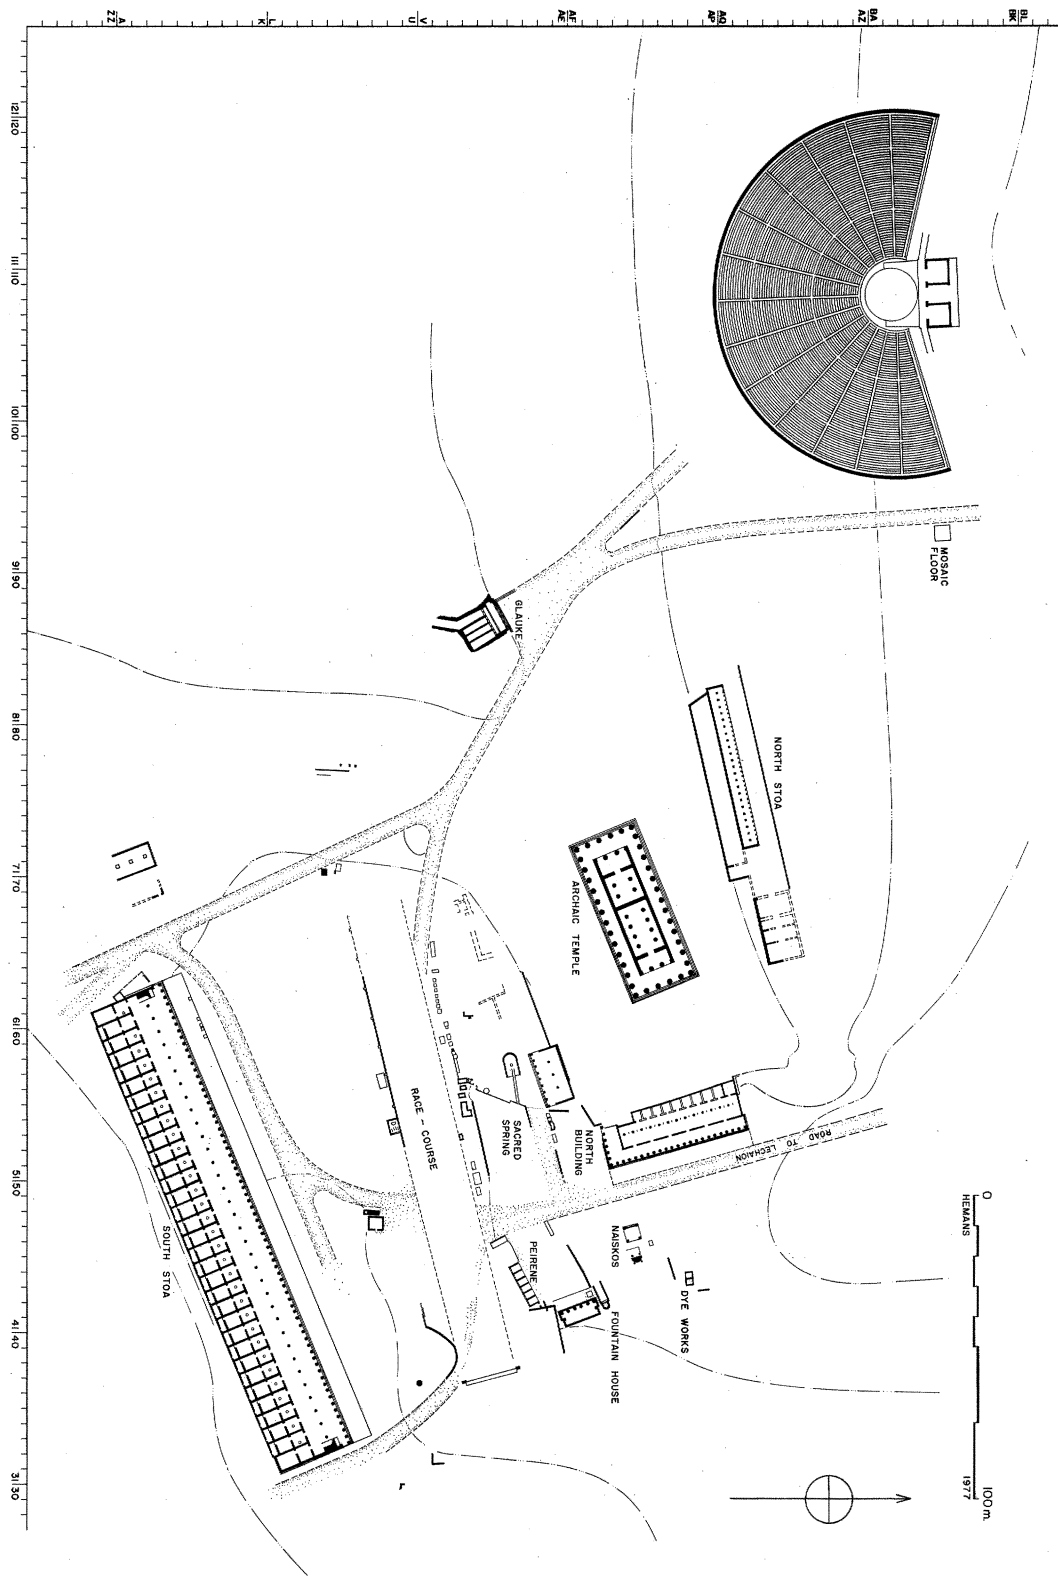 BL
BK
BA
AZ
AQ
AP
AF
AE
V
U
L
K
A
ZZ
121|120
111|110
101|100
91|90
81|80
71|70
61|60
51|50
41|40
31|30
MOSAIC
FLOOR
GLAUKE
NORTH STOA
ARCHAIC TEMPLE
RACE-COURSE
SACRED
SPRING
NORTH
BUILDING
ROAD TO LECHAION
NAISKOS
DYE WORKS
PEIRENE
FOUNTAIN HOUSE
SOUTH STOA
0
100m.
HEMANS
1977